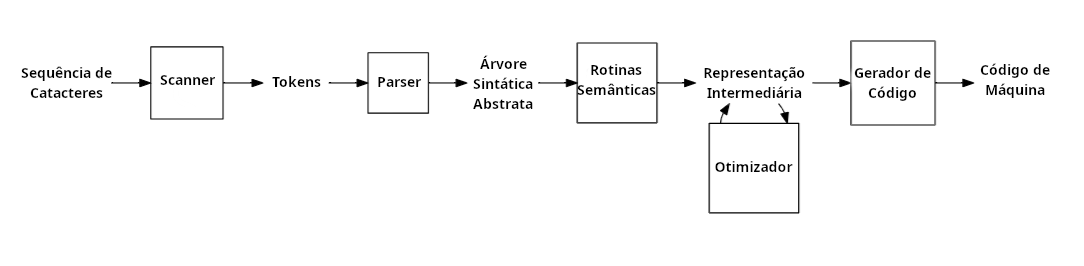 Sequência de
Catacteres
Scanner
Tokens
Parser
Árvore
Sintática
Abstrata
Rotinas
Semânticas
Representação
Intermediária
Otimizador
Gerador de
Código
Código de
Máquina